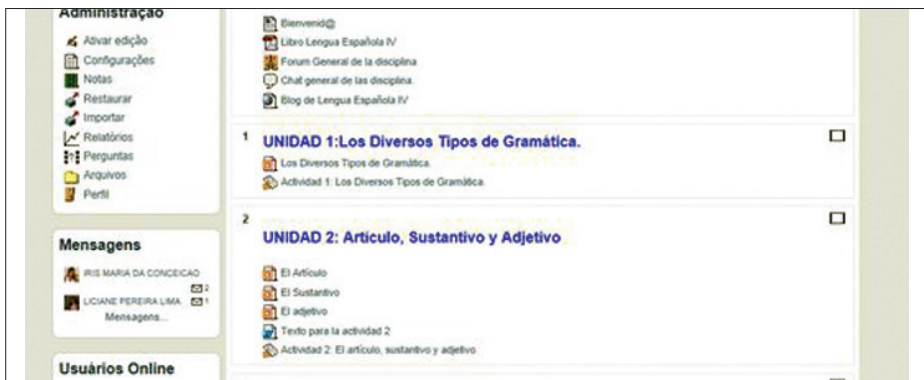 Administração
Ativar edição
Configurações
Notas
Restaurar
Importar
Relatórios
Perguntas
Arquivos
Perfil
Mensagens
IRIS MARIA DA CONCEICAO
2
LICIANE PEREIRA LIMA 1
Mensagens...
Usuários Online
Bienvenid@
Libro Lengua Española IV
Forum General de la disciplina
Chat general de las disciplina.
Blog de Lengua Española IV
1
UNIDAD 1:Los Diversos Tipos de Gramática.
Los Diversos Tipos de Gramática.
Actividad 1: Los Diversos Tipos de Gramática.
2
UNIDAD 2: Artículo, Sustantivo y Adjetivo
El Artículo
El Sustantivo
El adjetivo
Texto para la actividad 2
Actividad 2: El artículo, sustantivo y adjetivo